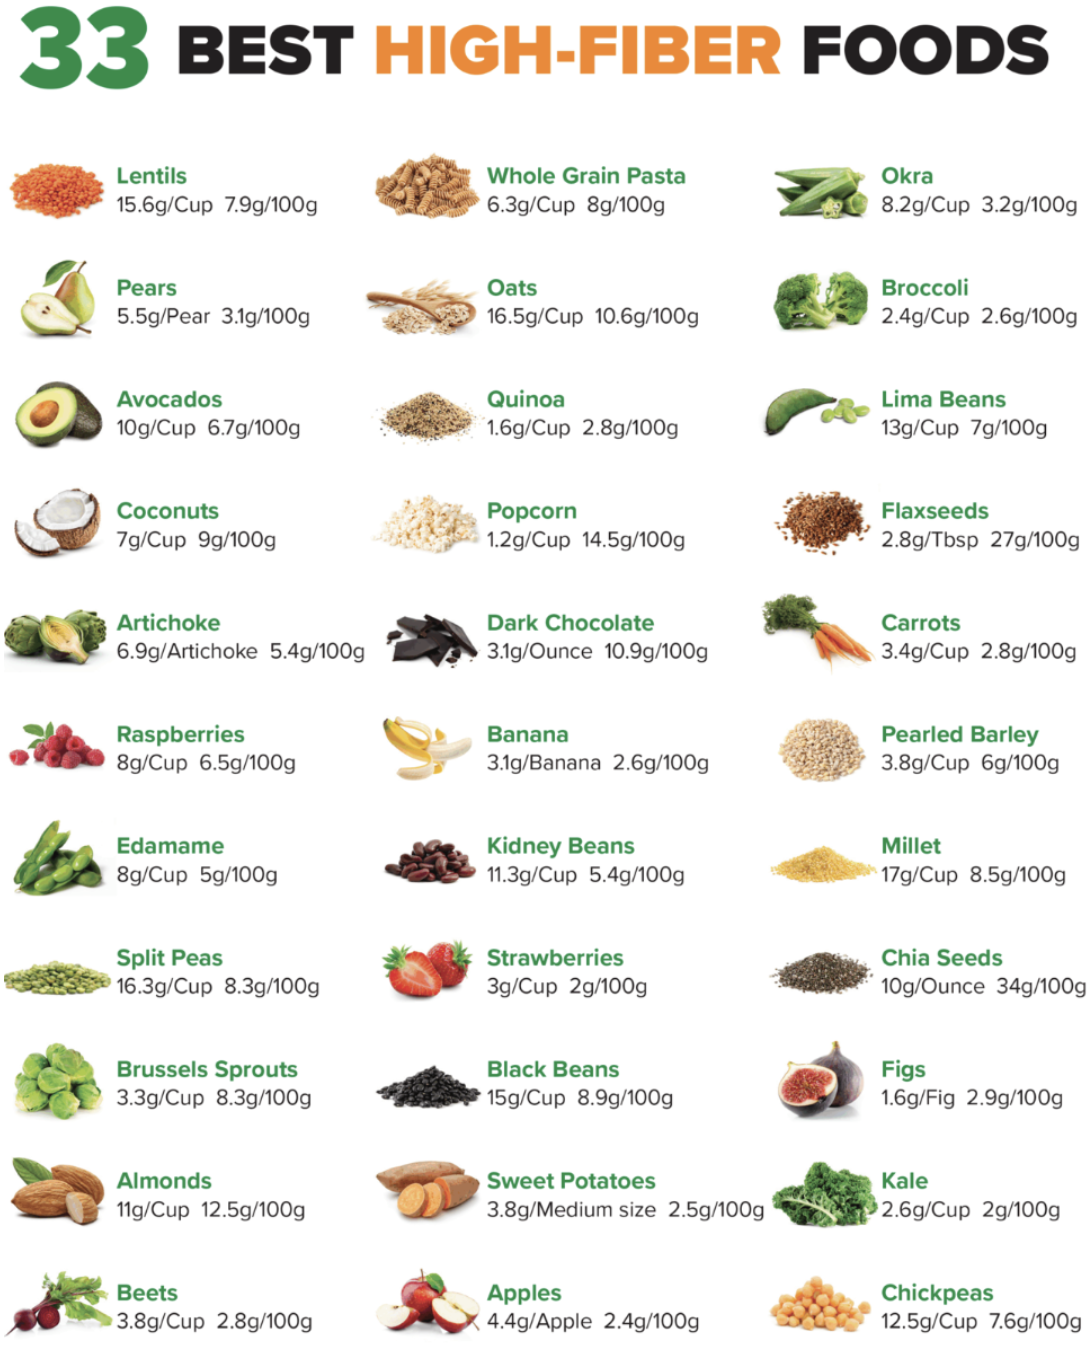 33 BEST HIGH-FIBER FOODS
Lentils
15.6g/Cup 7.9g/100g
Whole Grain Pasta
6.3g/Cup 8g/100g
Okra
8.2g/Cup 3.2g/100g
Pears
5.5g/Pear 3.1g/100g
Oats
16.5g/Cup 10.6g/100g
Broccoli
2.4g/Cup 2.6g/100g
Avocados
10g/Cup 6.7g/100g
Quinoa
1.6g/Cup 2.8g/100g
Lima Beans
13g/Cup 7g/100g
Coconuts
7g/Cup 9g/100g
Popcorn
1.2g/Cup 14.5g/100g
Flaxseeds
2.8g/Tbsp 27g/100g
Artichoke
6.9g/Artichoke 5.4g/100g
Dark Chocolate
3.1g/Ounce 10.9g/100g
Carrots
3.4g/Cup 2.8g/100g
Raspberries
8g/Cup 6.5g/100g
Banana
3.1g/Banana 2.6g/100g
Pearled Barley
3.8g/Cup 6g/100g
Edamame
8g/Cup 5g/100g
Kidney Beans
11.3g/Cup 5.4g/100g
Millet
17g/Cup 8.5g/100g
Split Peas
16.3g/Cup 8.3g/100g
Strawberries
3g/Cup 2g/100g
Chia Seeds
10g/Ounce 34g/100g
Brussels Sprouts
3.3g/Cup 8.3g/100g
Black Beans
15g/Cup 8.9g/100g
Figs
1.6g/Fig 2.9g/100g
Almonds
11g/Cup 12.5g/100g
Sweet Potatoes
3.8g/Medium size 2.5g/100g
Kale
2.6g/Cup 2g/100g
Beets
3.8g/Cup 2.8g/100g
Apples
4.4g/Apple 2.4g/100g
Chickpeas
12.5g/Cup 7.6g/100g